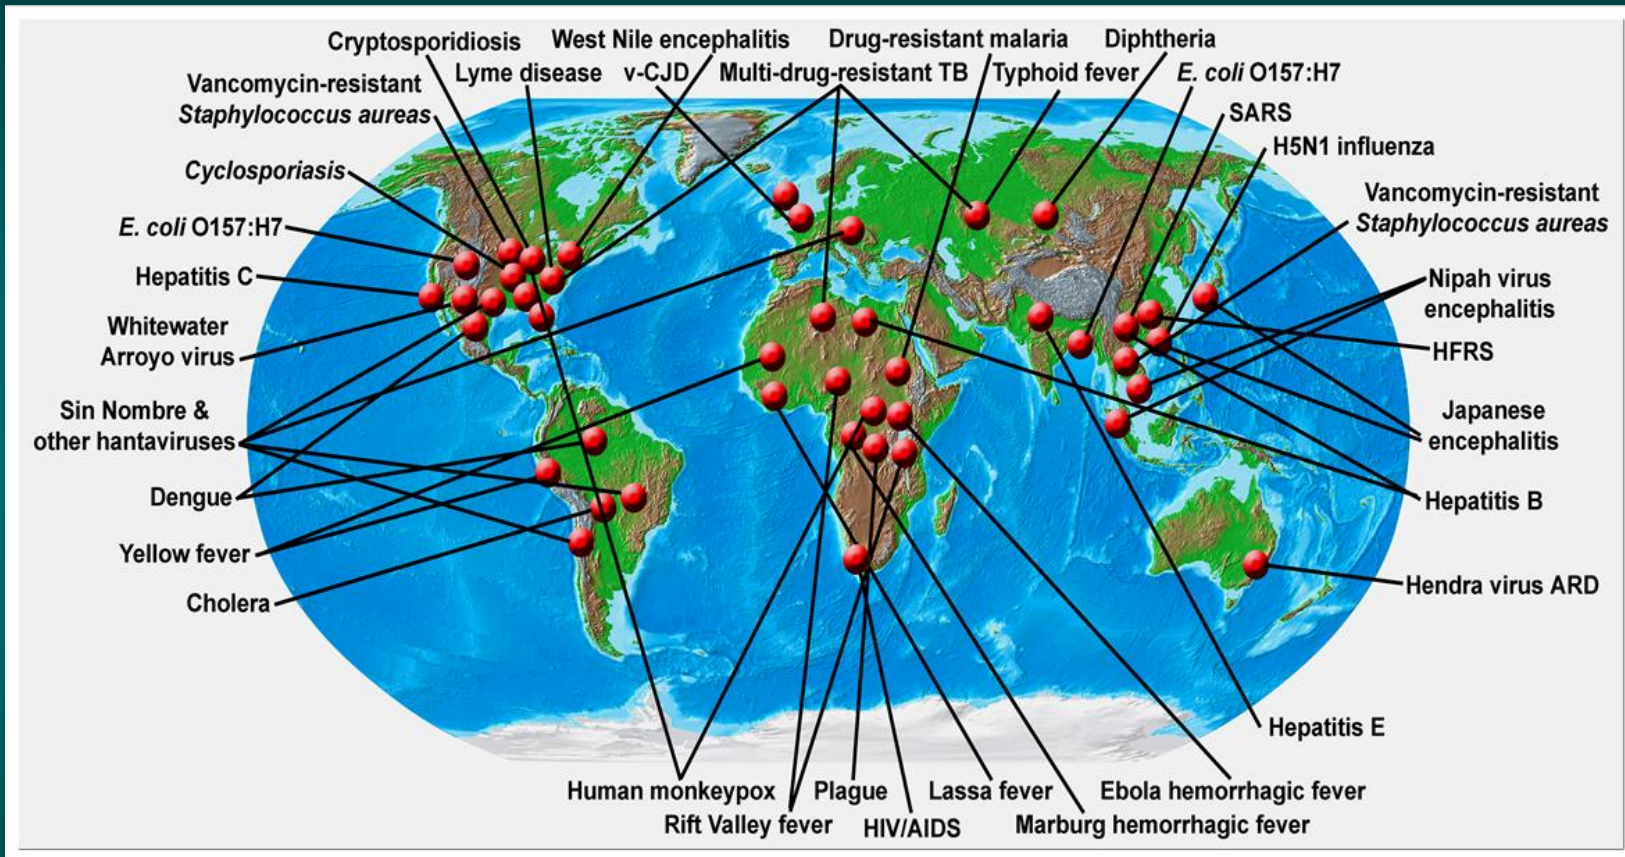 Cryptosporidiosis
West Nile encephalitis
Drug-resistant malaria
Diphtheria
Vancomycin-resistant
Staphylococcus aureas
Lyme disease
v-CJD
Multi-drug-resistant TB
Typhoid fever
E. coli O157:H7
SARS
H5N1 influenza
Cyclosporiasis
Vancomycin-resistant
Staphylococcus aureas
E. coli O157:H7
Hepatitis C
Nipah virus
encephalitis
Whitewater
Arroyo virus
HFRS
Sin Nombre &
other hantaviruses
Japanese
encephalitis
Dengue
Hepatitis B
Yellow fever
Hendra virus ARD
Cholera
Hepatitis E
Human monkeypox
Plague
Lassa fever
Ebola hemorrhagic fever
Rift Valley fever
HIV/AIDS
Marburg hemorrhagic fever